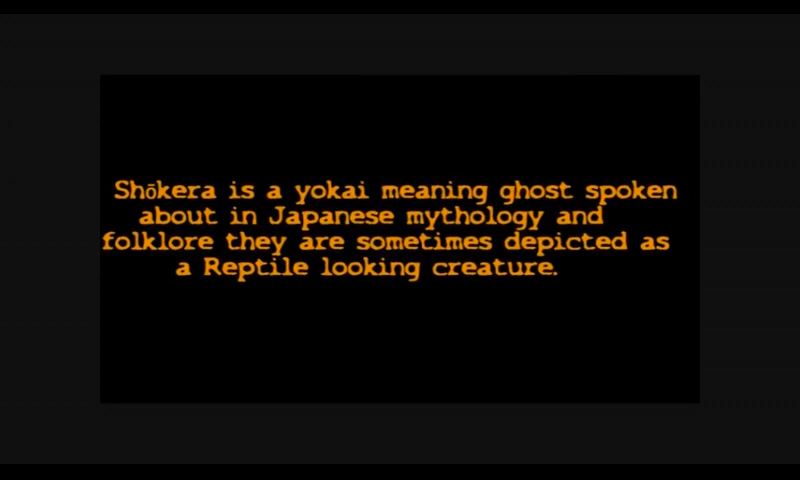 Shōkera is a yokai meaning ghost spoken
about in Japanese mythology and
folklore they are sometimes depicted as
a Reptile looking creature.